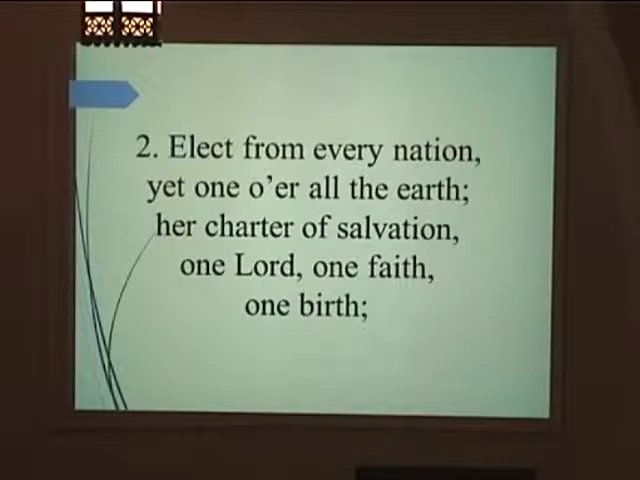 2. Elect from every nation,
yet one o’er all the earth;
her charter of salvation,
one Lord, one faith,
one birth;